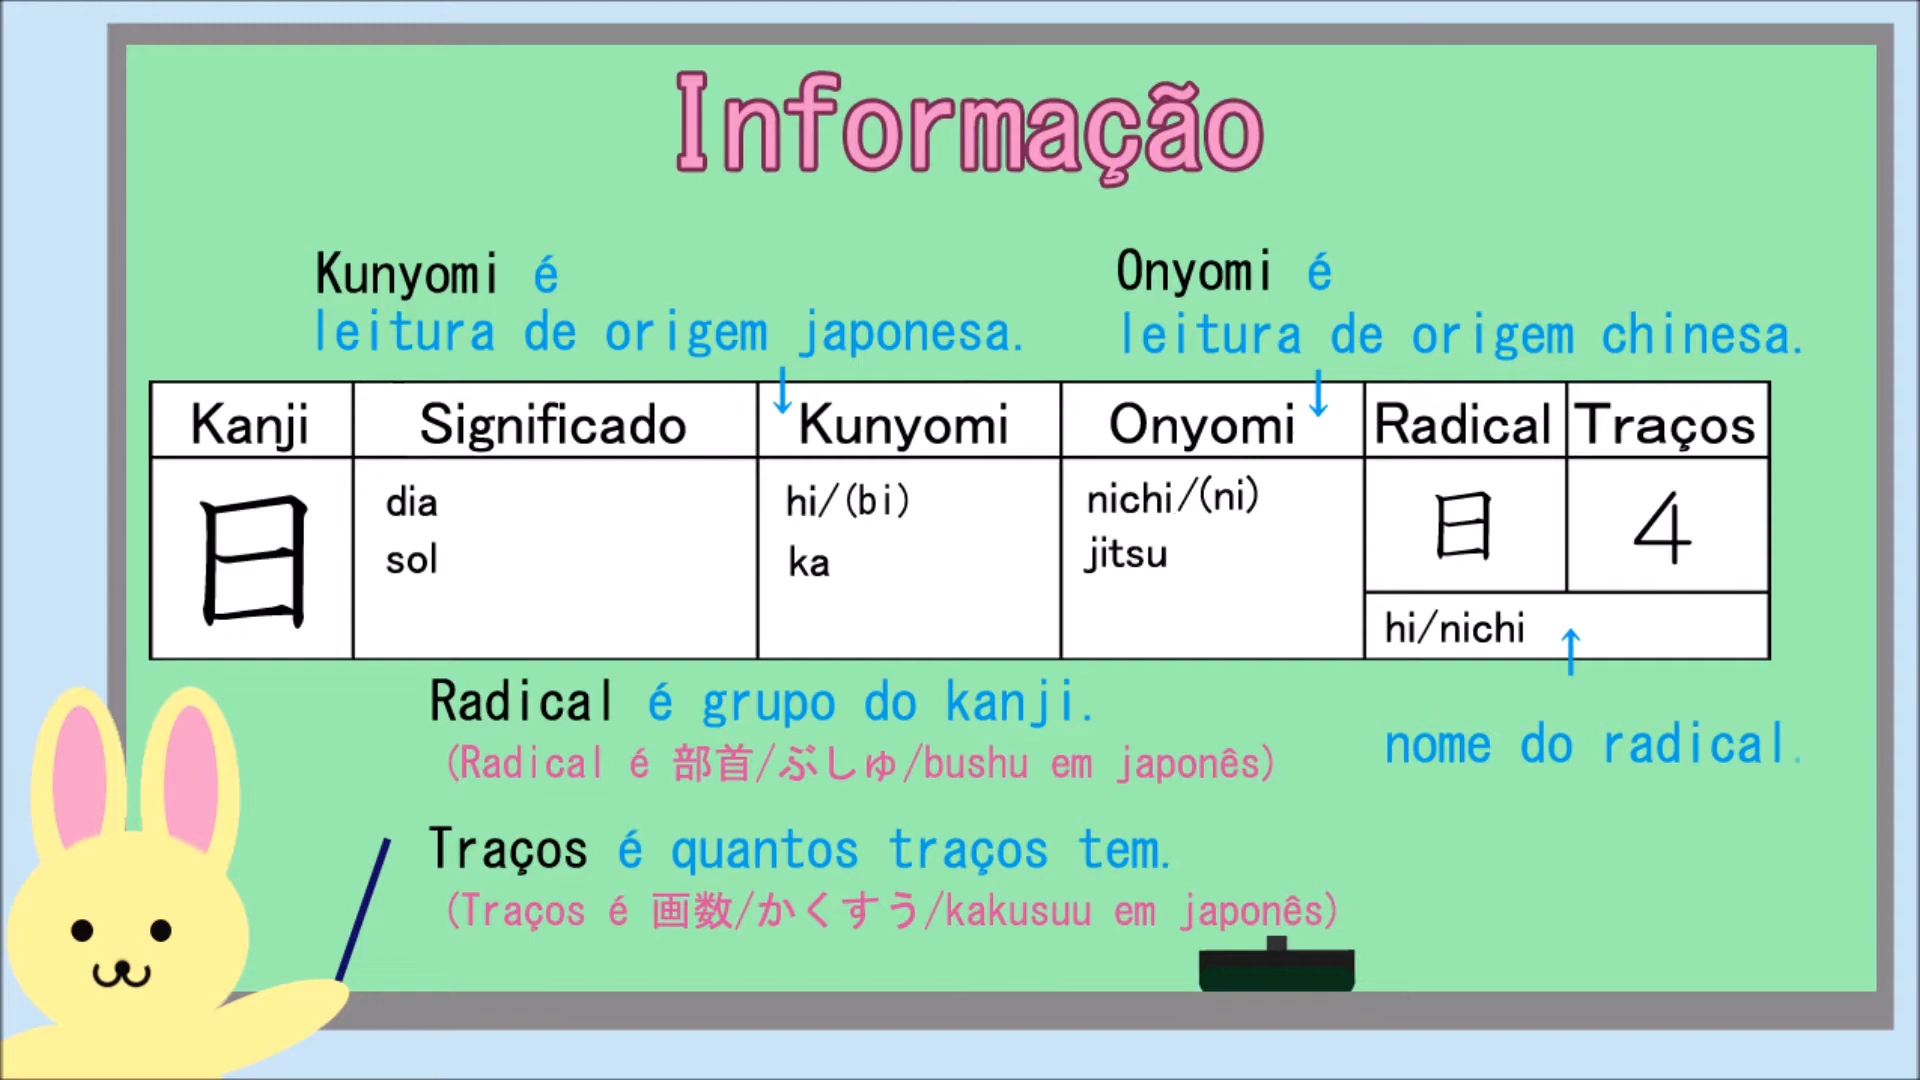 Informação
Kunyomi é
leitura de origem japonesa.
Onyomi é
leitura de origem chinesa.
Kanji Significado Kunyomi Onyomi Radical Traços
日
dia
sol
hi/(bi)
ka
nichi/(ni)
jitsu
日
4
hi/nichi
Radical é grupo do kanji.
(Radical é 部首/ぶしゅ/bushu em japonês)
nome do radical.
Traços é quantos traços tem.
(Traços é 画数/かくすう/kakusuu em japonês)